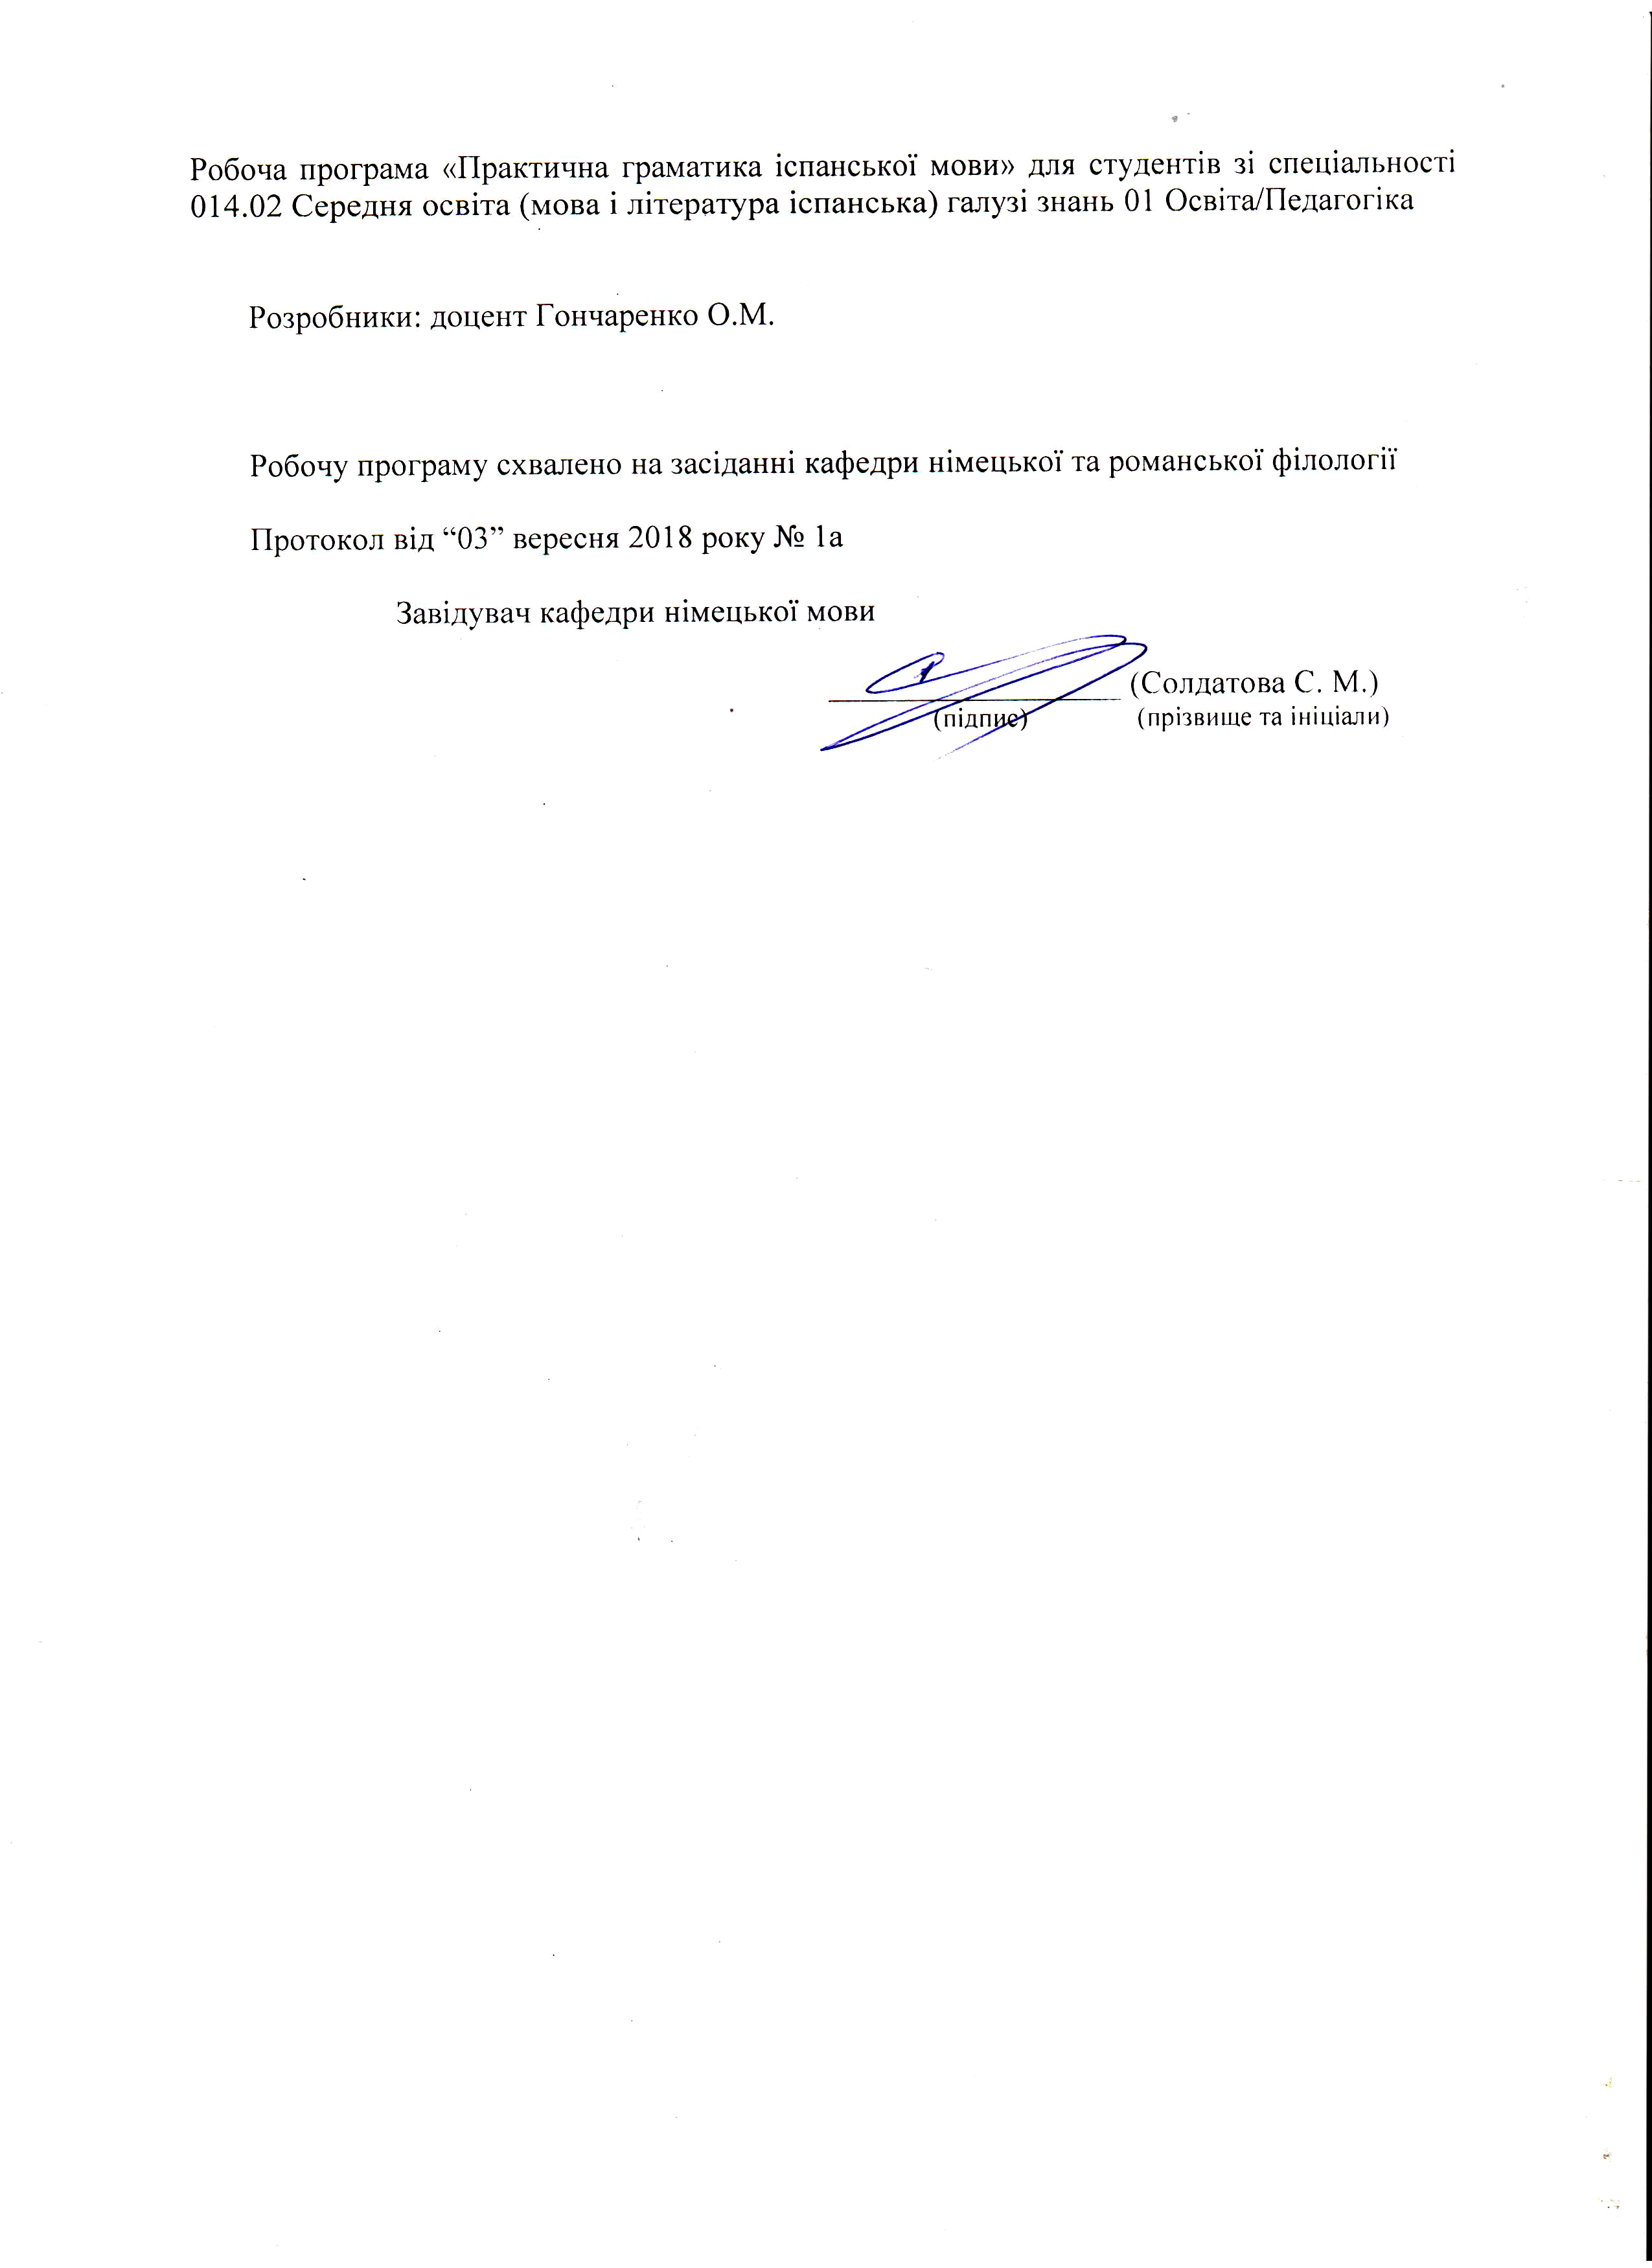 Робоча програма «Практична граматика іспанської мови» для студентів зі спеціальності
014.02 Середня освіта (мова і література іспанська) галузі знань 01 Освіта/Педагогіка
Розробники: доцент Гончаренко О.М.
Робочу програму схвалено на засіданні кафедри німецької та романської філології
Протокол від “03” вересня 2018 року № 1а
Завідувач кафедри німецької мови
(Солдатова С. М.)
(підпис) (прізвище та ініціали)